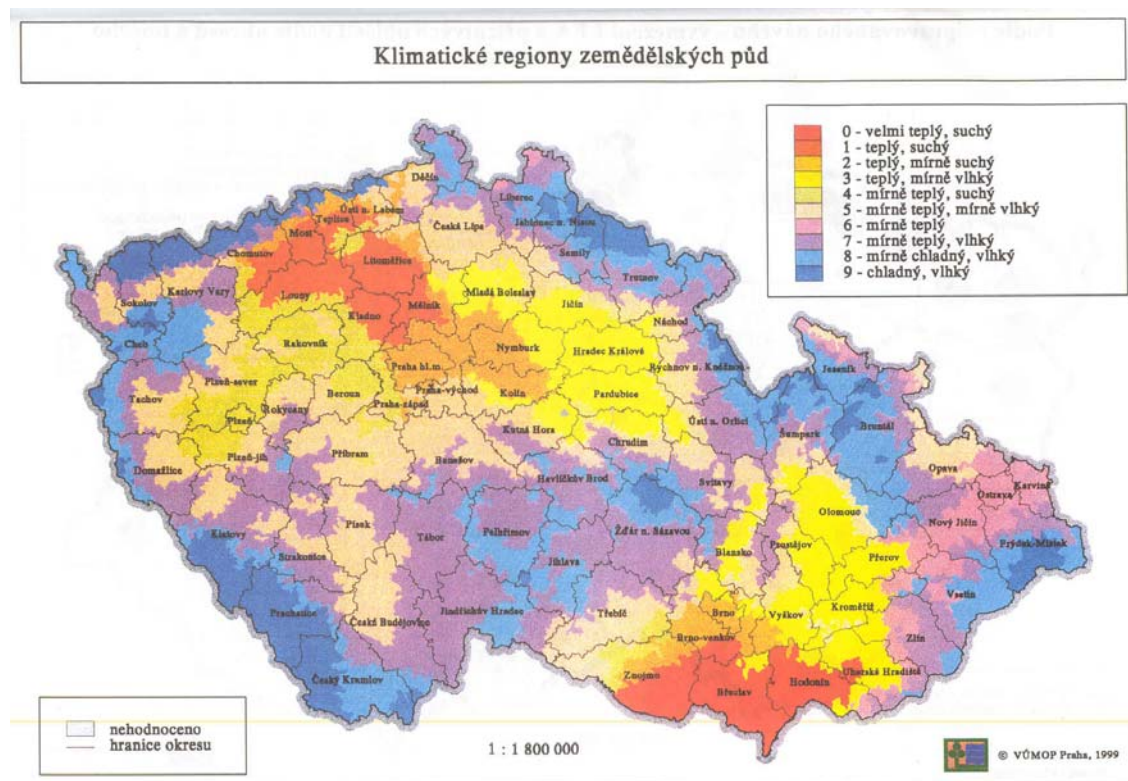 Klimatické regiony zemědělských půd
0 - velmi teplý, suchý
1 - teplý, suchý
2 - teplý, mírně suchý
3 - teplý, mírně vlhký
4 - mírně teplý, suchý
5 - mírně teplý, mírně vlhký
6 - mírně teplý
7 - mírně teplý, vlhký
8 - mírně chladný, vlhký
9 - chladný, vlhký
Děčín
Liberec
Ústí n. Labem
Teplice
Jablonec n. Nisou
Česká Lípa
Most
Chomutov
Semily
Litoměřice
Trutnov
Karlovy Vary
Sokolov
Louny
Mladá Boleslav
Mělník
Jičín
Kladno
Náchod
Cheb
Rakovník
Nymburk
Hradec Králové
Praha hl.m.
Rychnov n. Kněžnou
Jeseník
Plzeň-sever
Tachov
Beroun
Praha-východ
Praha-západ
Kolín
Pardubice
Rokycany
Plzeň
Ústí n. Orlicí
Šumperk
Bruntál
Kutná Hora
Chrudim
Plzeň-jih
Příbram
Benešov
Domažlice
Opava
Havlíčkův Brod
Svitavy
Karviná
Ostrava
Olomouc
Písek
Nový Jičín
Klatovy
Tábor
Pelhřimov
Žďár n. Sázavou
Frýdek-Místek
Prostějov
Blansko
Přerov
Strakonice
Jihlava
Vsetín
Prachatice
Jindřichův Hradec
Třebíč
Brno
Vyškov
Kroměříž
České Budějovice
Brno-venkov
Zlín
Český Krumlov
Znojmo
Uherské Hradiště
Hodonín
Břeclav
nehodnoceno
hranice okresu
1 : 1 800 000
© VÚMOP Praha, 1999